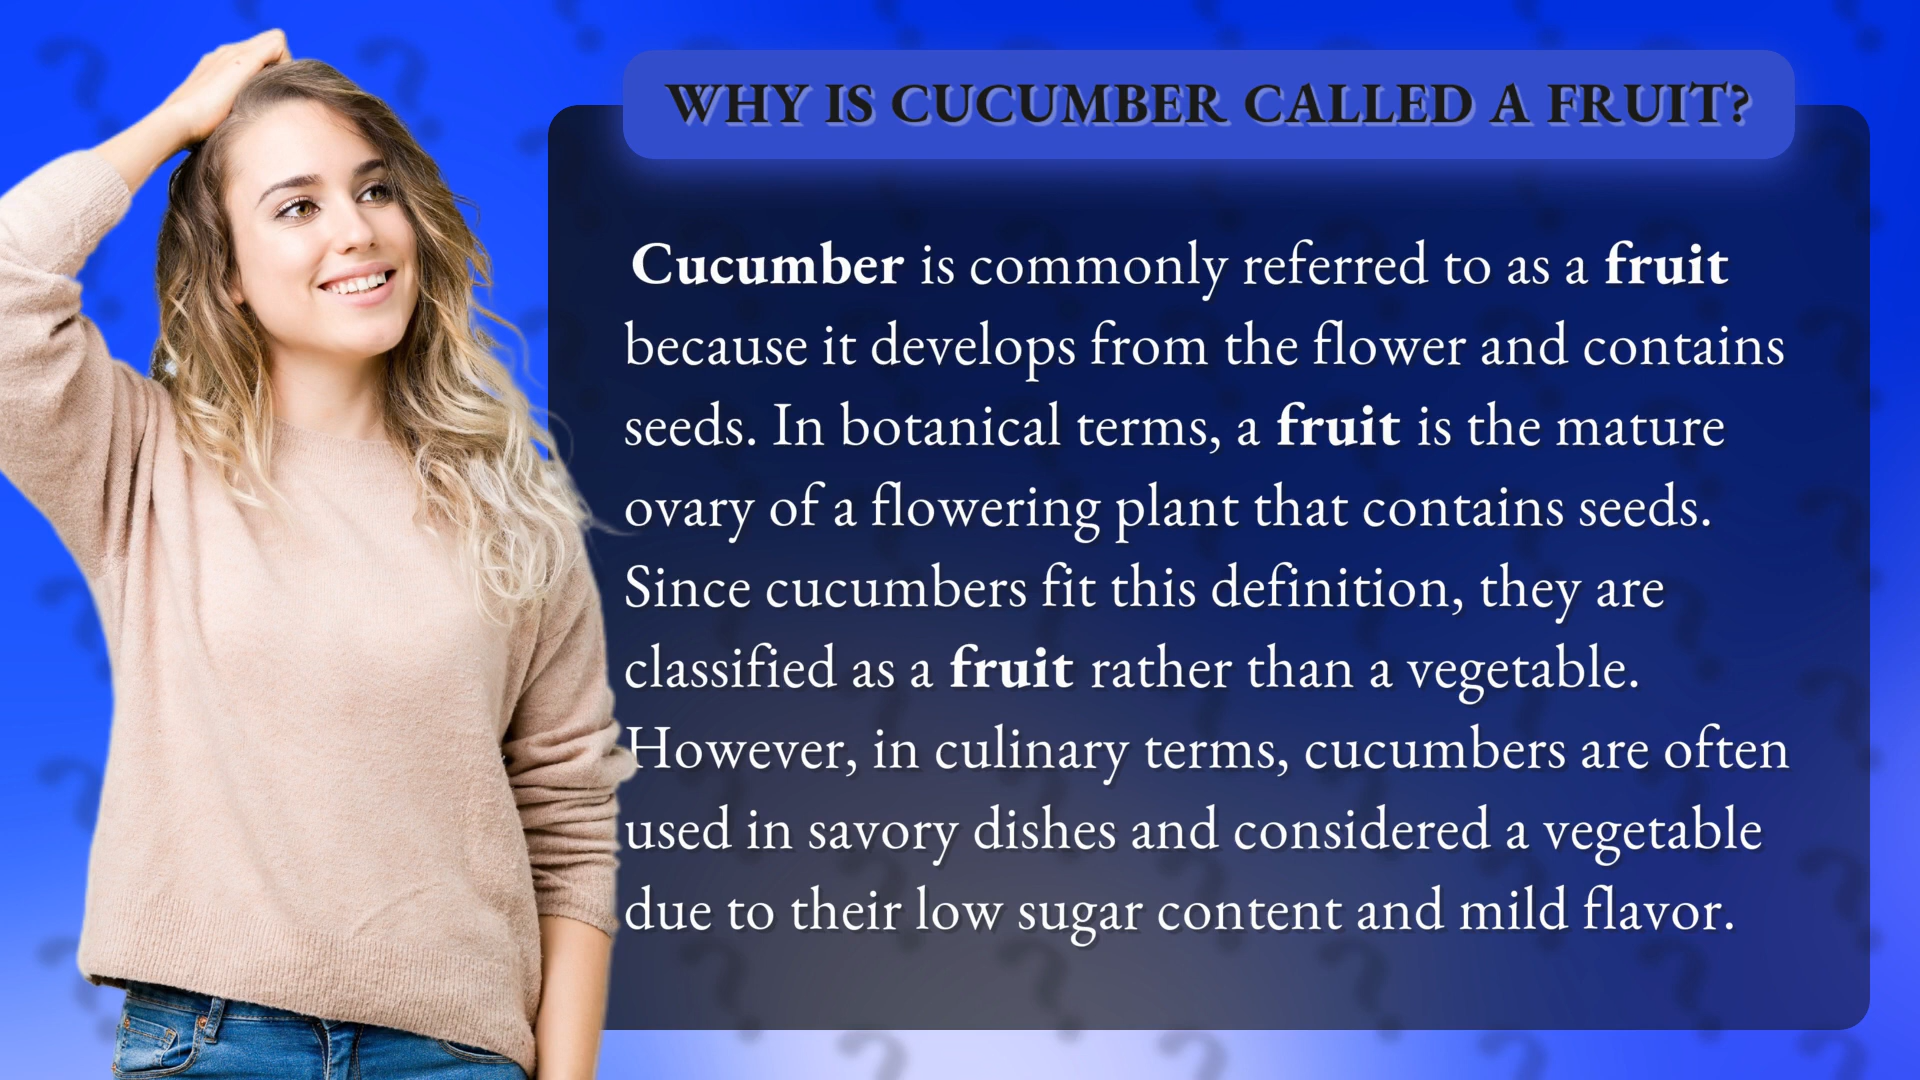 WHY IS CUCUMBER CALLED A FRUIT?
Cucumber is commonly referred to as a fruit
because it develops from the flower and contains
seeds. In botanical terms, a fruit is the mature
ovary of a flowering plant that contains seeds.
Since cucumbers fit this definition, they are
classified as a fruit rather than a vegetable.
However, in culinary terms, cucumbers are often
used in savory dishes and considered a vegetable
due to their low sugar content and mild flavor.